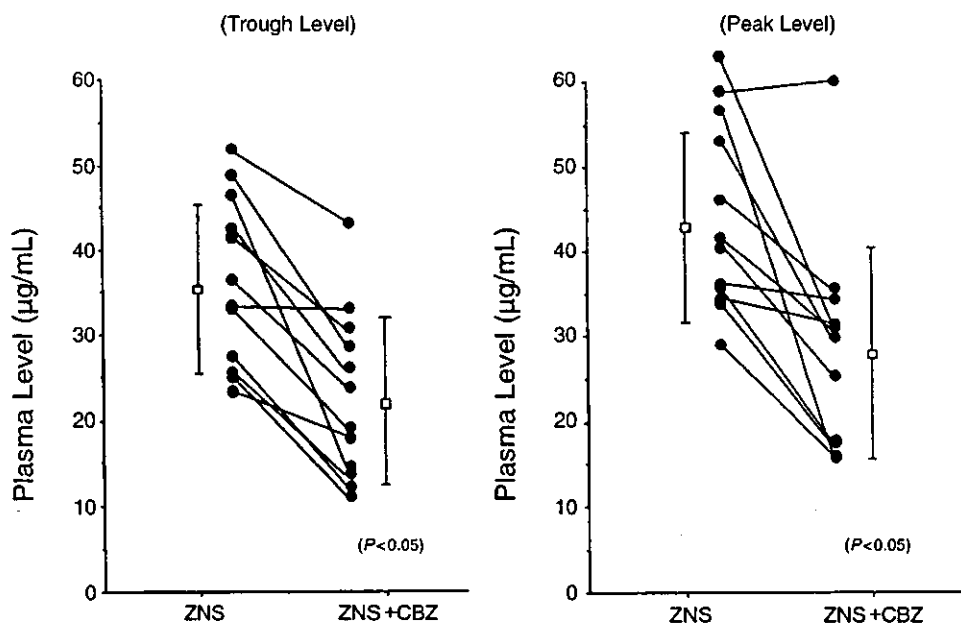 (Trough Level)
Plasma Level (µg/mL)
60
50
40
30
20
10
0
(P<0.05)
ZNS
ZNS+CBZ
(Peak Level)
Plasma Level (µg/mL)
60
50
40
30
20
10
0
(P<0.05)
ZNS
ZNS+CBZ